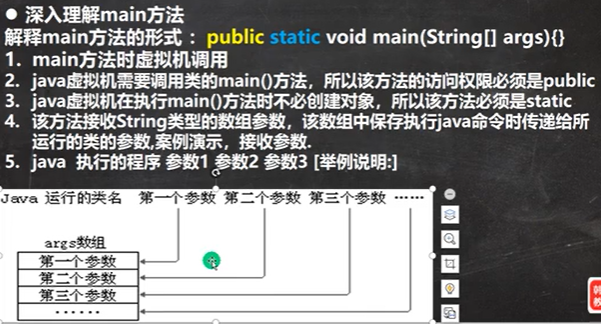 ● 深入理解main方法
解释main方法的形式 ：public static void main(String[] args){}
1. main方法时虚拟机调用
2. java虚拟机需要调用类的main()方法，所以该方法的访问权限必须是public
3. java虚拟机在执行main()方法时不必创建对象，所以该方法必须是static
4. 该方法接收String类型的数组参数，该数组中保存执行java命令时传递给所
运行的类的参数,案例演示，接收参数.
5. java 执行的程序 参数1 参数2 参数3 [举例说明:]
Java 运行的类名 第一个参数 第二个参数 第三个参数 ……
args数组
第一个参数
第二个参数
第三个参数
……